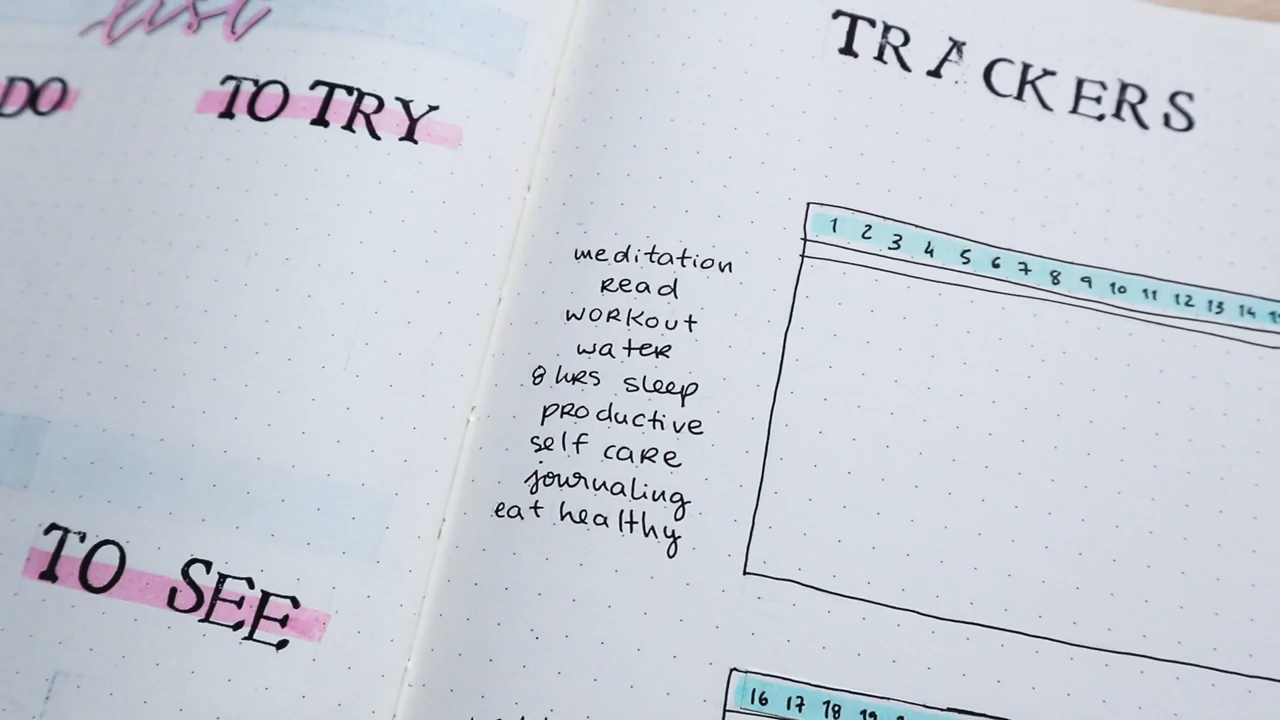 list
DO
TO TRY
TO SEE
TRACKERS
1 2 3 4 5 6 7 8 9 10 11 12 13 14
meditation
Read
WORKout
wateR
8 hRS sleep
pRoductive
self caRe
journaling
eat healthy
16 17 18 19